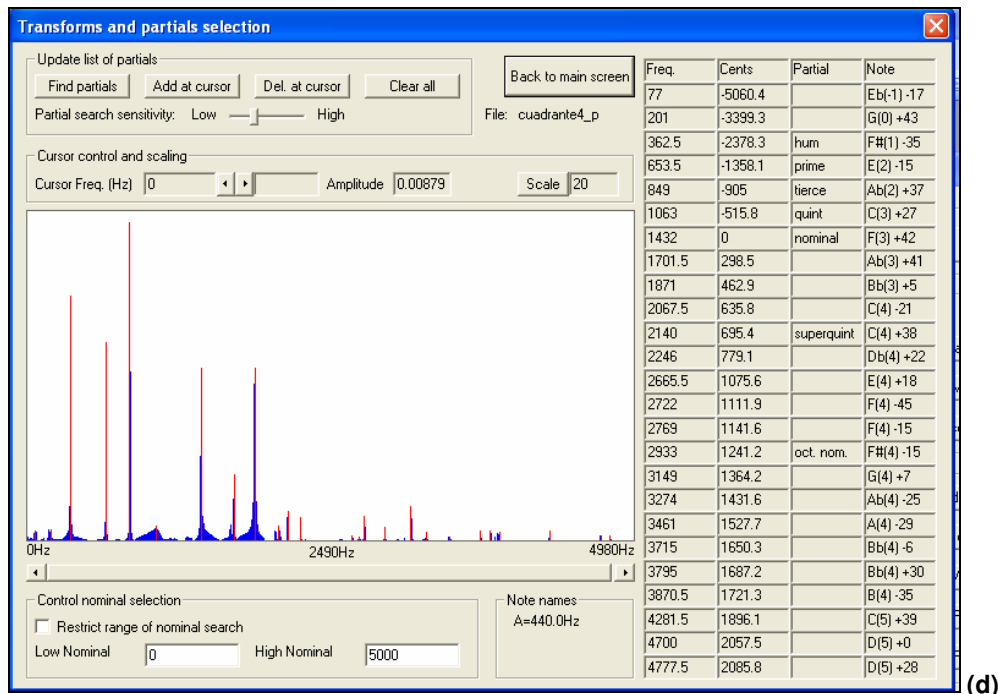 Transforms and partials selection
Update list of partials
Find partials Add at cursor Del. at cursor Clear all
Partial search sensitivity: Low High
Back to main screen
File: cuadrante4_p
Cursor control and scaling
Cursor Freq. (Hz) 0 Amplitude 0.00879 Scale 20
0Hz 2490Hz 4980Hz
Control nominal selection
Restrict range of nominal search
Low Nominal 0 High Nominal 5000
Note names
A=440.0Hz
Freq. Cents Partial Note
77 -5060.4 Eb(-1) -17
201 -3399.3 G(0) +43
362.5 -2378.3 hum F#(1) -35
653.5 -1358.1 prime E(2) -15
849 -905 tierce Ab(2) +37
1063 -515.8 quint C(3) +27
1432 0 nominal F(3) +42
1701.5 298.5 Ab(3) +41
1871 462.9 Bb(3) +5
2067.5 635.8 C(4) -21
2140 695.4 superquint C(4) +38
2246 779.1 Db(4) +22
2665.5 1075.6 E(4) +18
2722 1111.9 F(4) -45
2769 1141.6 F(4) -15
2933 1241.2 oct. nom. F#(4) -15
3149 1364.2 G(4) +7
3274 1431.6 Ab(4) -25
3461 1527.7 A(4) -29
3715 1650.3 Bb(4) -6
3795 1687.2 Bb(4) +30
3870.5 1721.3 B(4) -35
4281.5 1896.1 C(5) +39
4700 2057.5 D(5) +0
4777.5 2085.8 D(5) +28
(d)